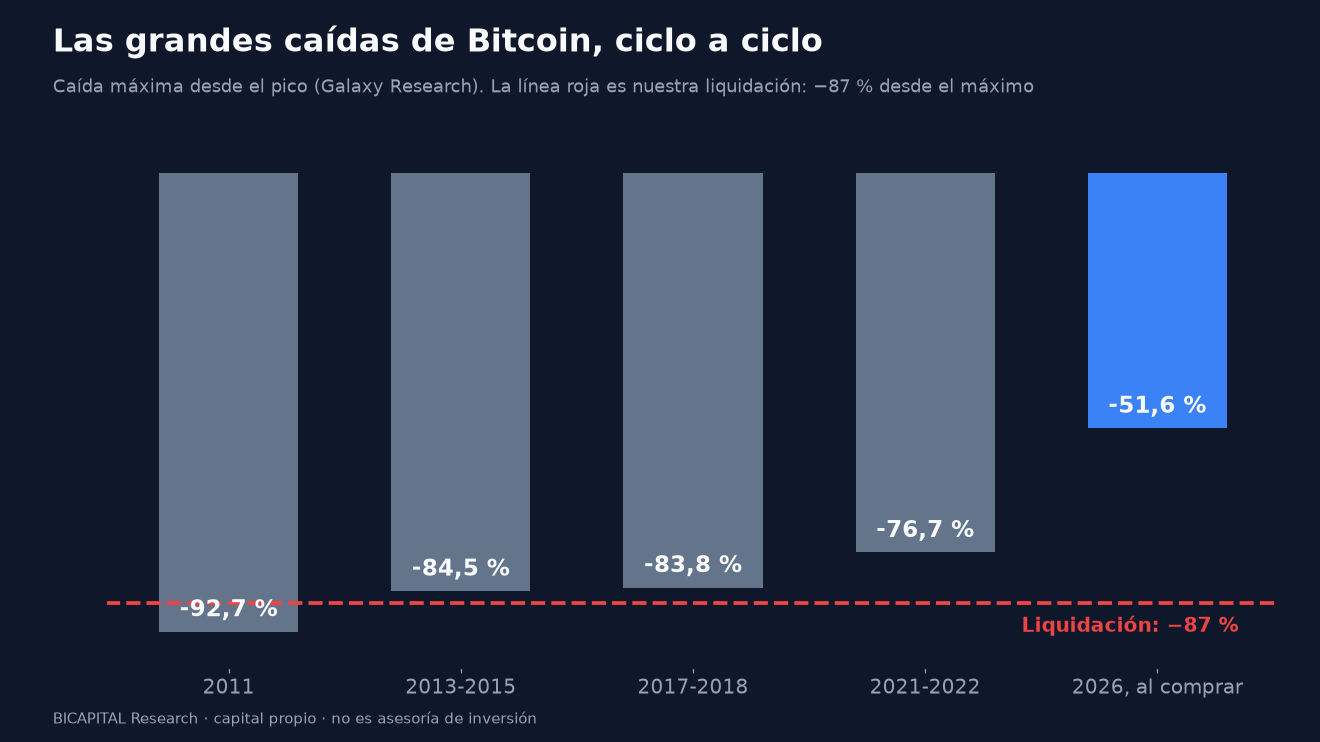 Las grandes caídas de Bitcoin, ciclo a ciclo
Caída máxima desde el pico (Galaxy Research). La línea roja es nuestra liquidación: −87 % desde el máximo
-51,6 %
-76,7 %
-84,5 %
-83,8 %
-92,7 %
Liquidación: −87 %
2011
2013-2015
2017-2018
2021-2022
2026, al comprar
BICAPITAL Research · capital propio · no es asesoría de inversión